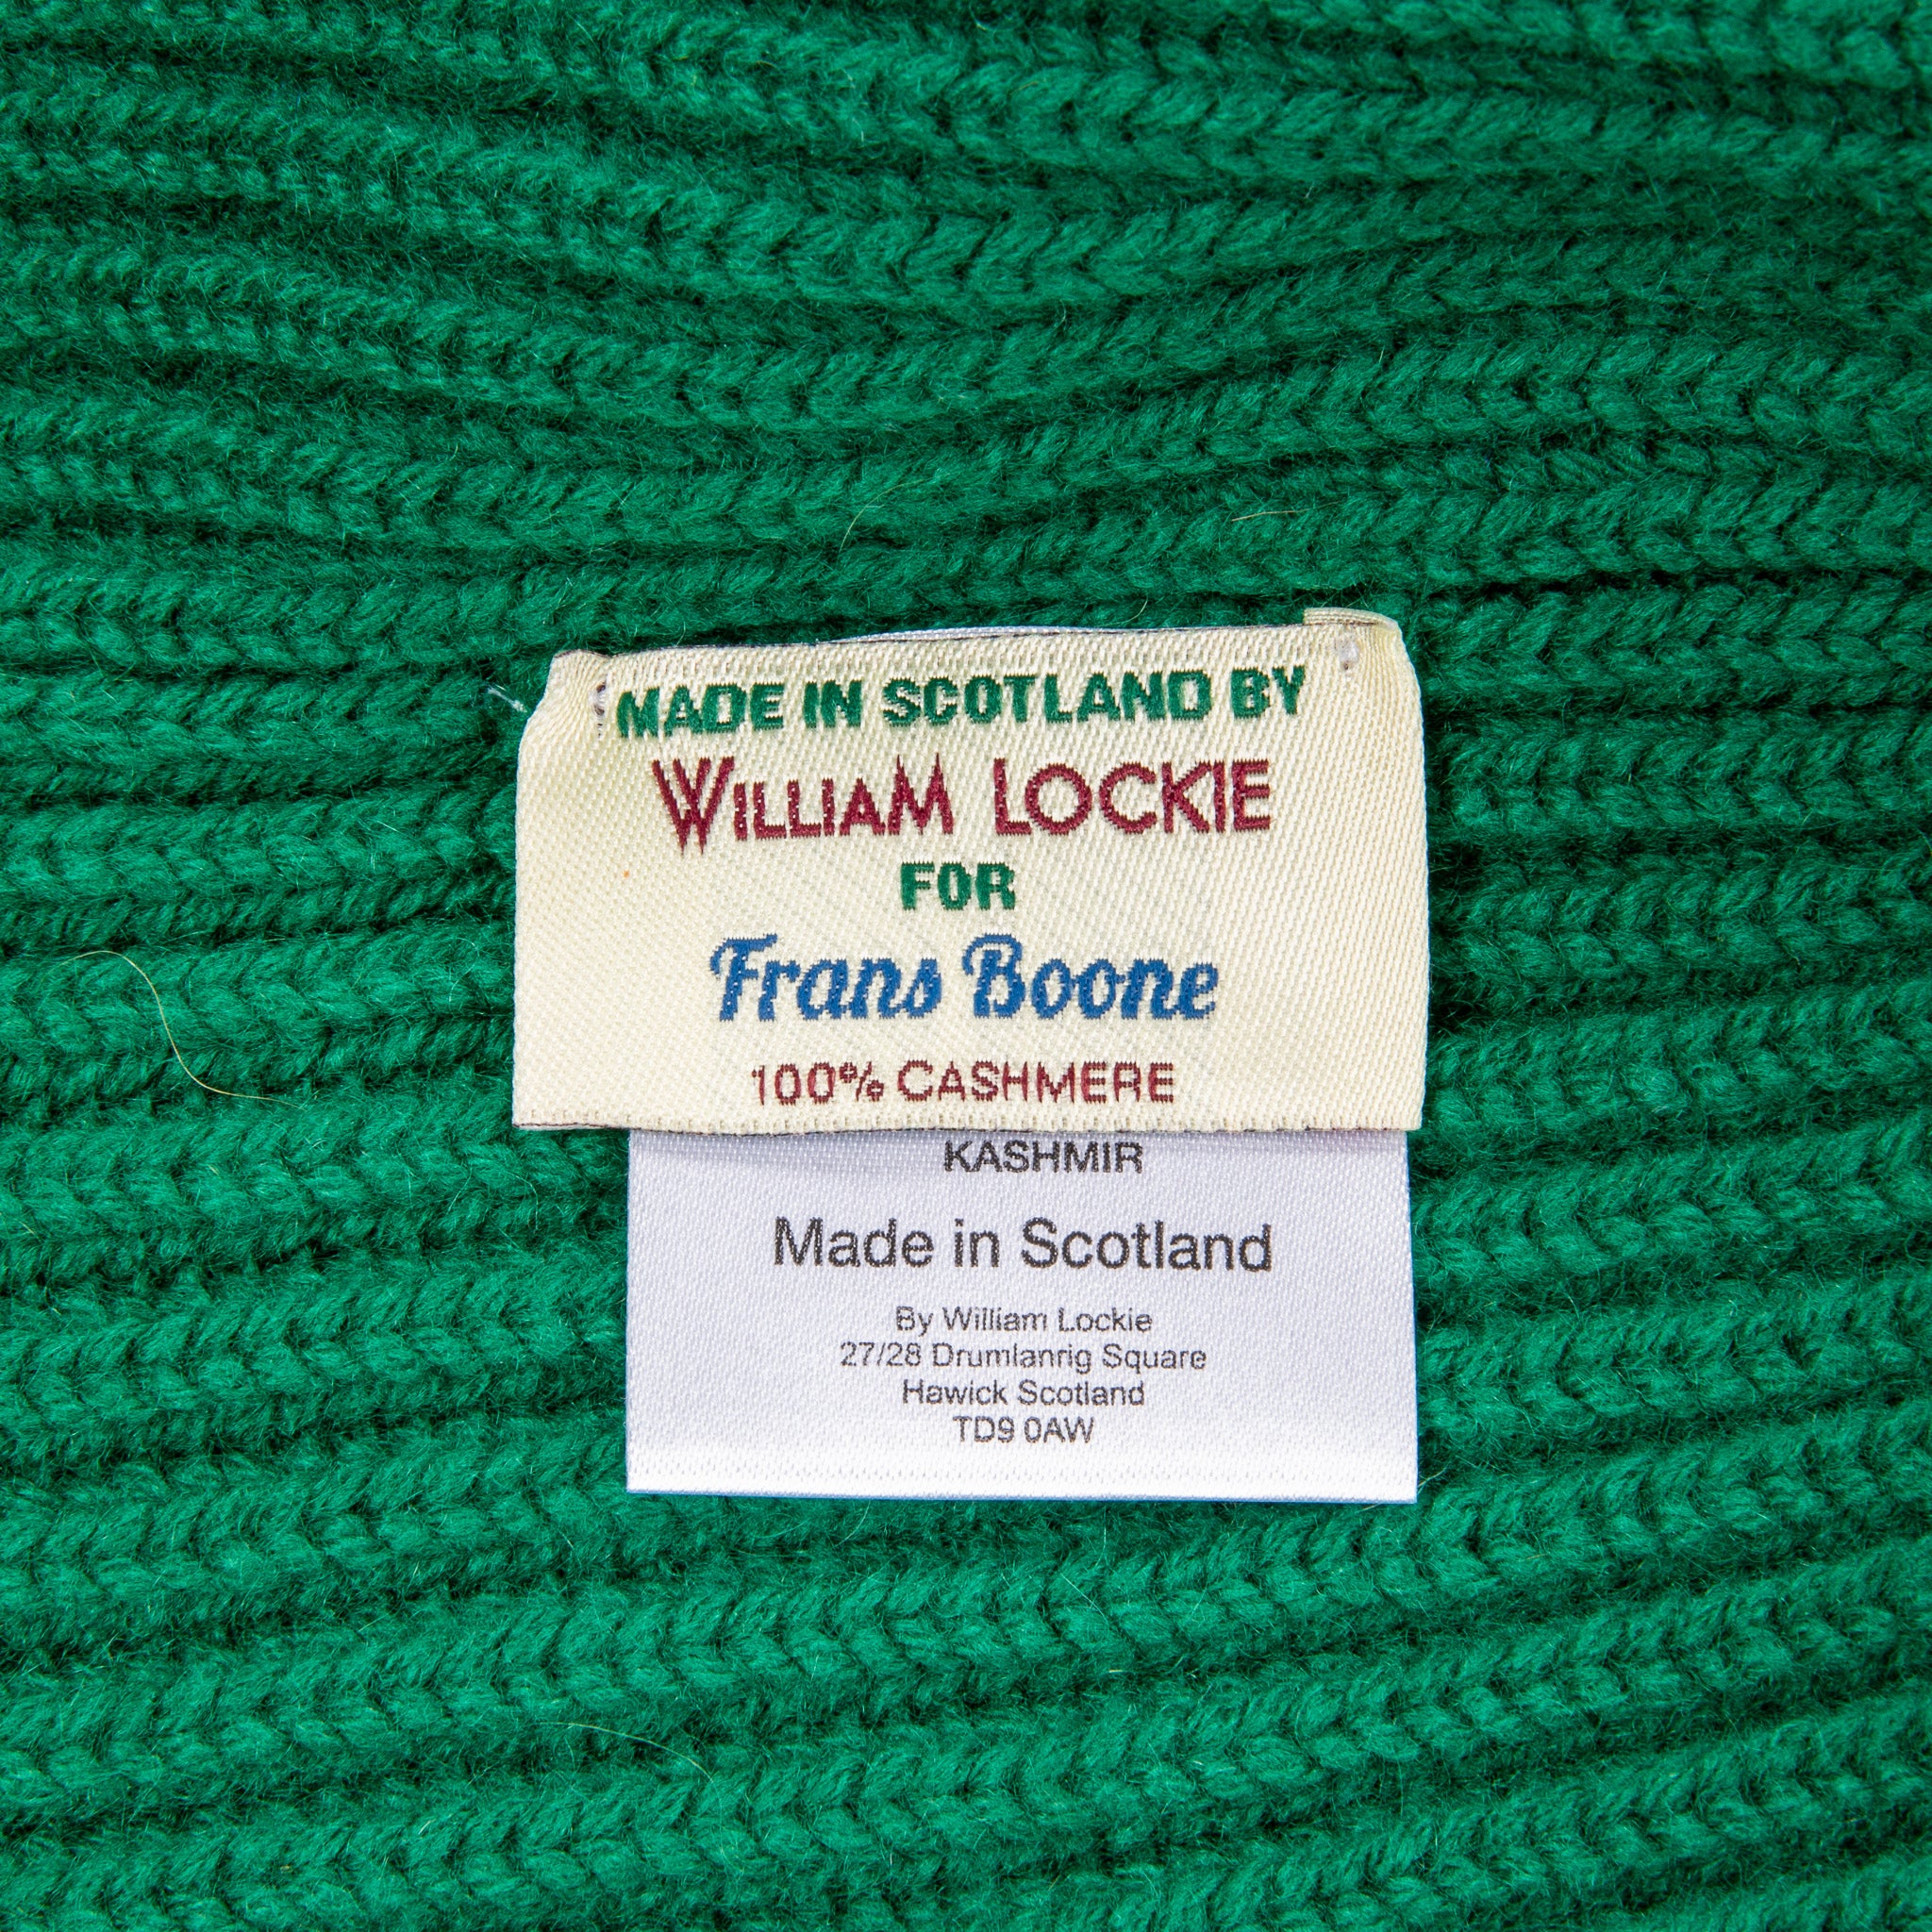 MADE IN SCOTLAND BY
WILLIAM LOCKIE
FOR
Frans Boone
100% CASHMERE
KASHMIR
Made in Scotland
By William Lockie
27/28 Drumlanrig Square
Hawick Scotland
TD9 0AW